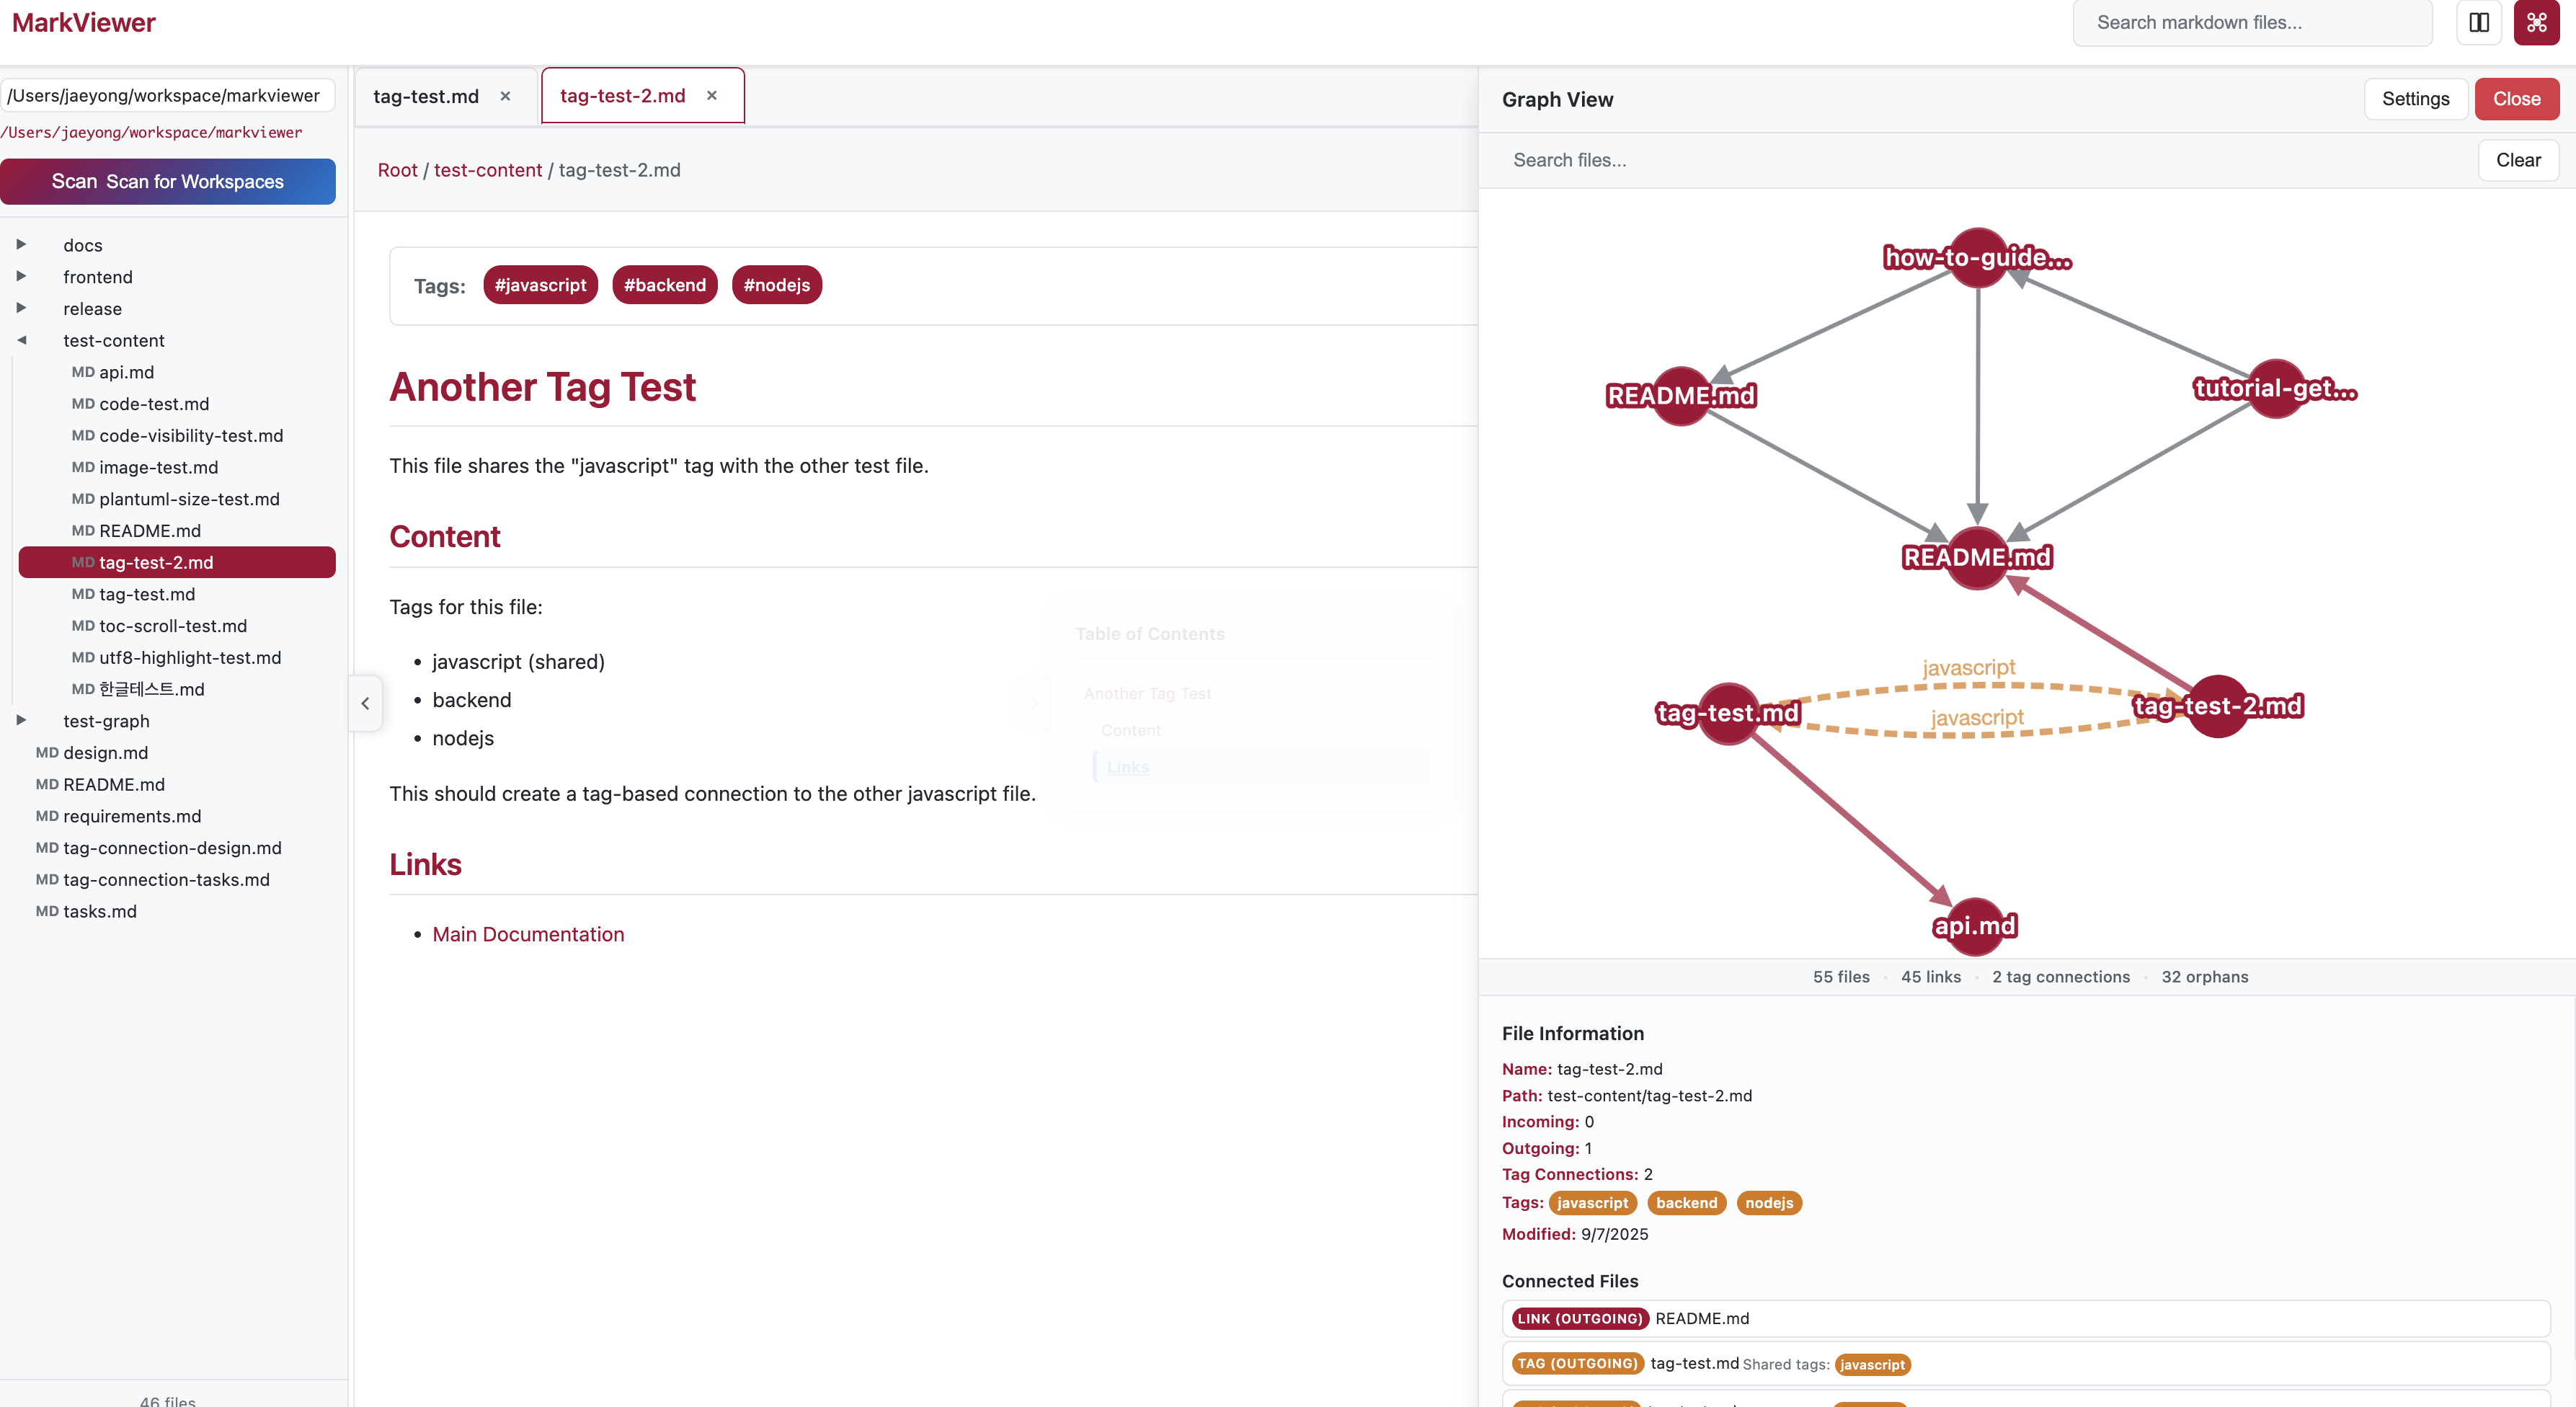 MarkViewer
Search markdown files...
/Users/jaeyong/workspace/markviewer
/Users/jaeyong/workspace/markviewer
Scan Scan for Workspaces
docs
frontend
release
test-content
MD api.md
MD code-test.md
MD code-visibility-test.md
MD image-test.md
MD plantuml-size-test.md
MD README.md
MD tag-test-2.md
MD tag-test.md
MD toc-scroll-test.md
MD utf8-highlight-test.md
MD 한글테스트.md
test-graph
MD design.md
MD README.md
MD requirements.md
MD tag-connection-design.md
MD tag-connection-tasks.md
MD tasks.md
46 files
tag-test.md ×
tag-test-2.md ×
Root / test-content / tag-test-2.md
Tags: #javascript #backend #nodejs
Another Tag Test
This file shares the "javascript" tag with the other test file.
Content
Tags for this file:
• javascript (shared)
• backend
• nodejs
This should create a tag-based connection to the other javascript file.
Links
• Main Documentation
Table of Contents
Another Tag Test
Content
Links
Graph View
Settings
Close
Search files...
Clear
how-to-guide...
README.md
tutorial-get...
README.md
javascript
tag-test.md
tag-test-2.md
javascript
api.md
55 files • 45 links • 2 tag connections • 32 orphans
File Information
Name: tag-test-2.md
Path: test-content/tag-test-2.md
Incoming: 0
Outgoing: 1
Tag Connections: 2
Tags: javascript backend nodejs
Modified: 9/7/2025
Connected Files
LINK (OUTGOING) README.md
TAG (OUTGOING) tag-test.md Shared tags: javascript